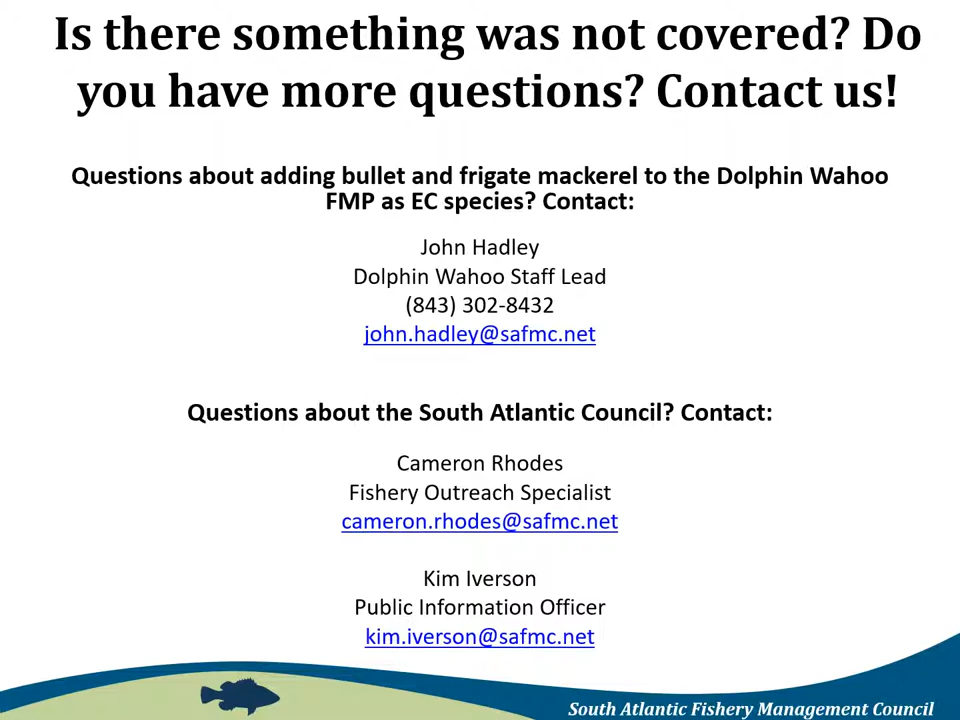 Is there something was not covered? Do
you have more questions? Contact us!
Questions about adding bullet and frigate mackerel to the Dolphin Wahoo
FMP as EC species? Contact:
John Hadley
Dolphin Wahoo Staff Lead
(843) 302-8432
john.hadley@safmc.net
Questions about the South Atlantic Council? Contact:
Cameron Rhodes
Fishery Outreach Specialist
cameron.rhodes@safmc.net
Kim Iverson
Public Information Officer
kim.iverson@safmc.net
South Atlantic Fishery Management Council